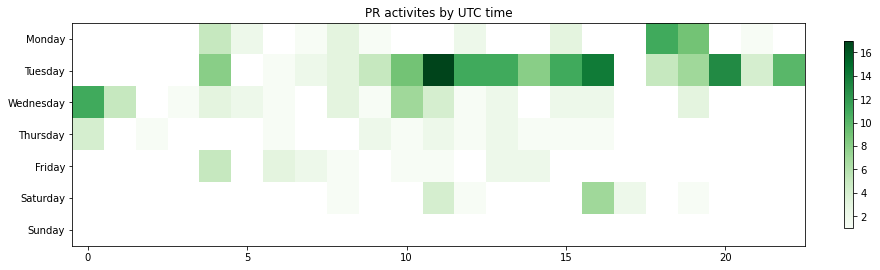 PR activites by UTC time
Monday
Tuesday
Wednesday
Thursday
Friday
Saturday
Sunday
0 5 10 15 20
16
14
12
10
8
6
4
2